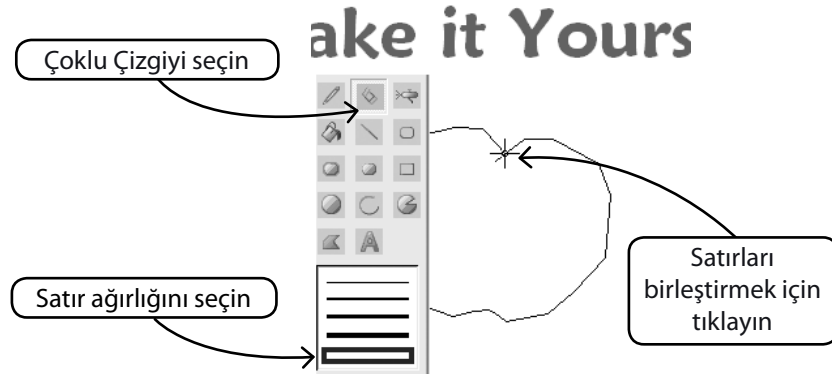 ake it Yours
Çoklu Çizgiyi seçin
Satır ağırlığını seçin
Satırları
birleştirmek için
tıklayın